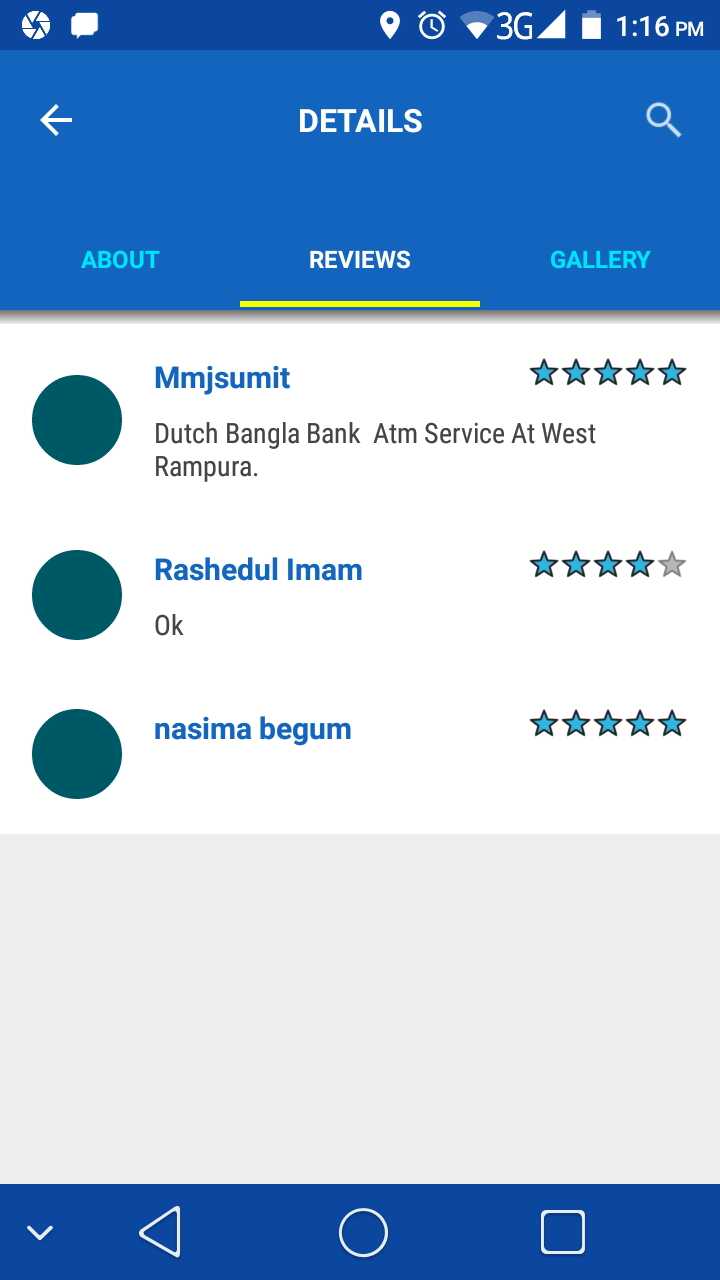 3G 1:16 PM
DETAILS
ABOUT REVIEWS GALLERY
Mmjsumit
Dutch Bangla Bank  Atm Service At West
Rampura.
Rashedul Imam
Ok
nasima begum